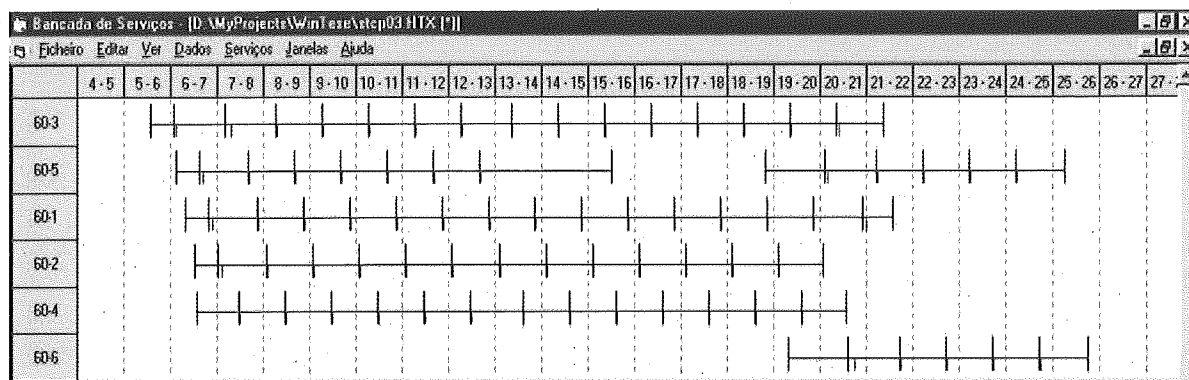 Bancada de Serviços - [D:\MyProjects\WinTese\stcp03.HTX (*)]
Ficheiro Editar Ver Dados Serviços Janelas Ajuda
4 - 5 5 - 6 6 - 7 7 - 8 8 - 9 9 - 10 10 - 11 11 - 12 12 - 13 13 - 14 14 - 15 15 - 16 16 - 17 17 - 18 18 - 19 19 - 20 20 - 21 21 - 22 22 - 23 23 - 24 24 - 25 25 - 26 26 - 27 27 -
60-3
60-5
60-1
60-2
60-4
60-6